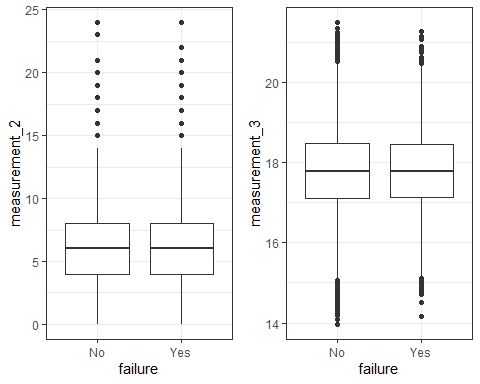 measurement_2
25
20
15
10
5
0
No
Yes
failure
measurement_3
20
18
16
14
No
Yes
failure